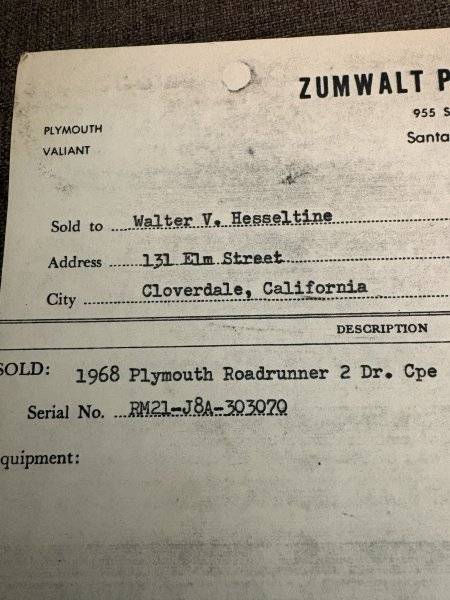 ZUMWALT P
955 S
Santa
PLYMOUTH
VALIANT
Sold to Walter V. Hesseltine
Address 131 Elm Street
City Cloverdale, California
DESCRIPTION
SOLD: 1968 Plymouth Roadrunner 2 Dr. Cpe
Serial No. RM21-J8A-303070
quipment: